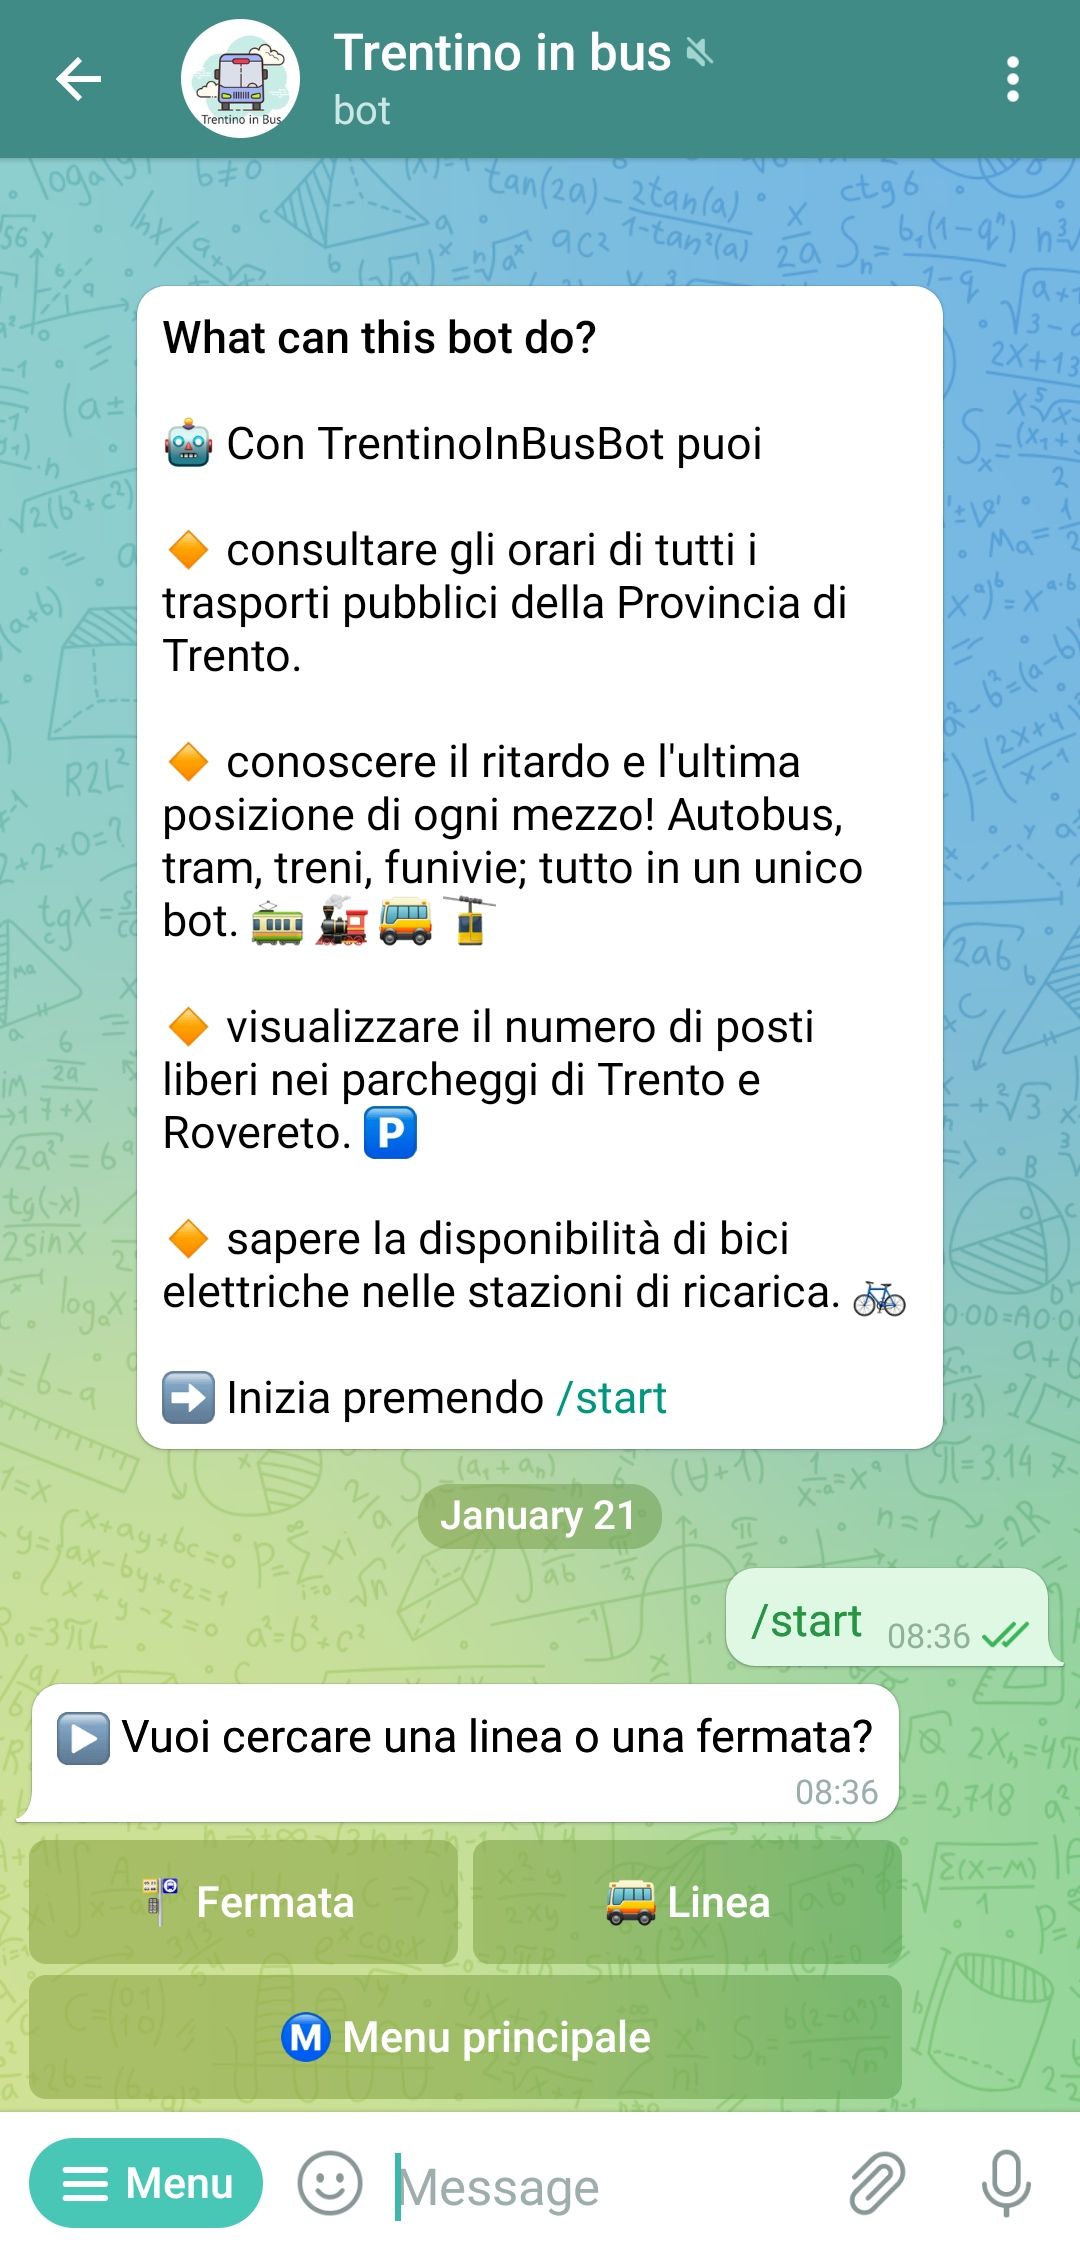 Trentino in bus
bot
Trentino in Bus
What can this bot do?
Con TrentinoInBusBot puoi
consultare gli orari di tutti i
trasporti pubblici della Provincia di
Trento.
conoscere il ritardo e l'ultima
posizione di ogni mezzo! Autobus,
tram, treni, funivie; tutto in un unico
bot.
visualizzare il numero di posti
liberi nei parcheggi di Trento e
Rovereto. P
sapere la disponibilità di bici
elettriche nelle stazioni di ricarica.
Inizia premendo /start
January 21
/start 08:36
Vuoi cercare una linea o una fermata?
08:36
Fermata
Linea
M Menu principale
Menu
Message